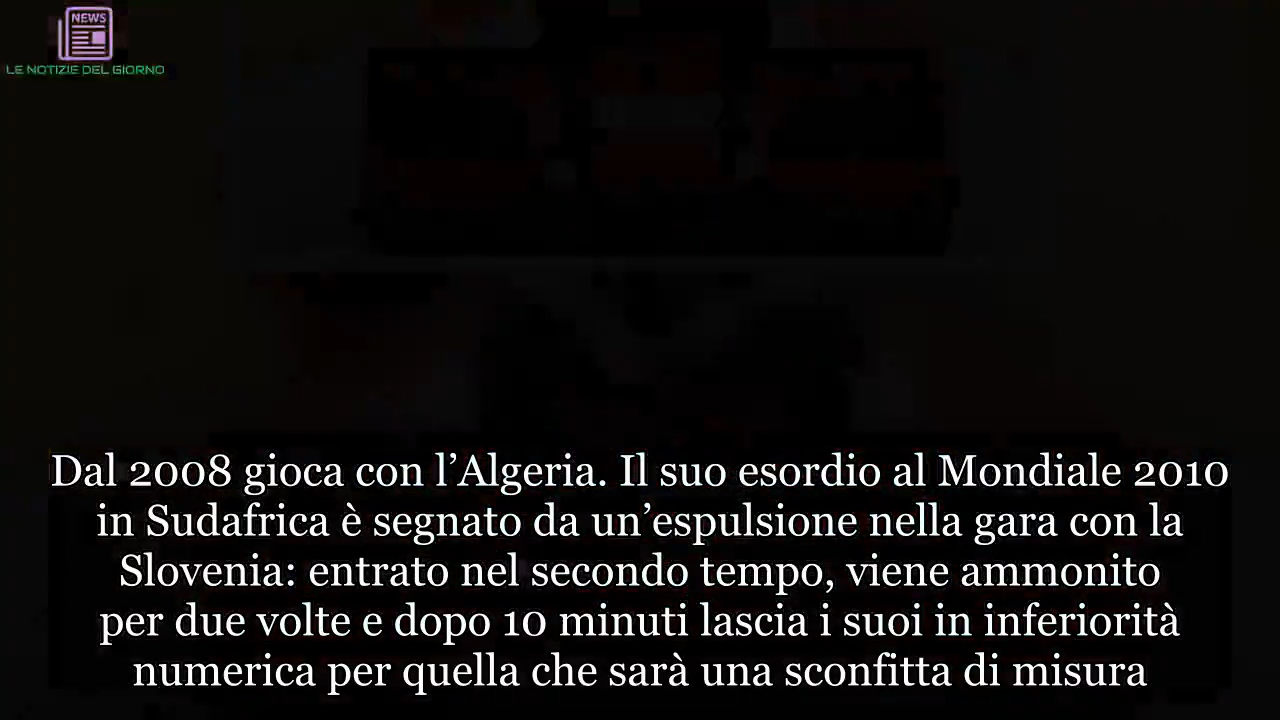 NEWS
LE NOTIZIE DEL GIORNO
Dal 2008 gioca con l’Algeria. Il suo esordio al Mondiale 2010
in Sudafrica è segnato da un’espulsione nella gara con la
Slovenia: entrato nel secondo tempo, viene ammonito
per due volte e dopo 10 minuti lascia i suoi in inferiorità
numerica per quella che sarà una sconfitta di misura